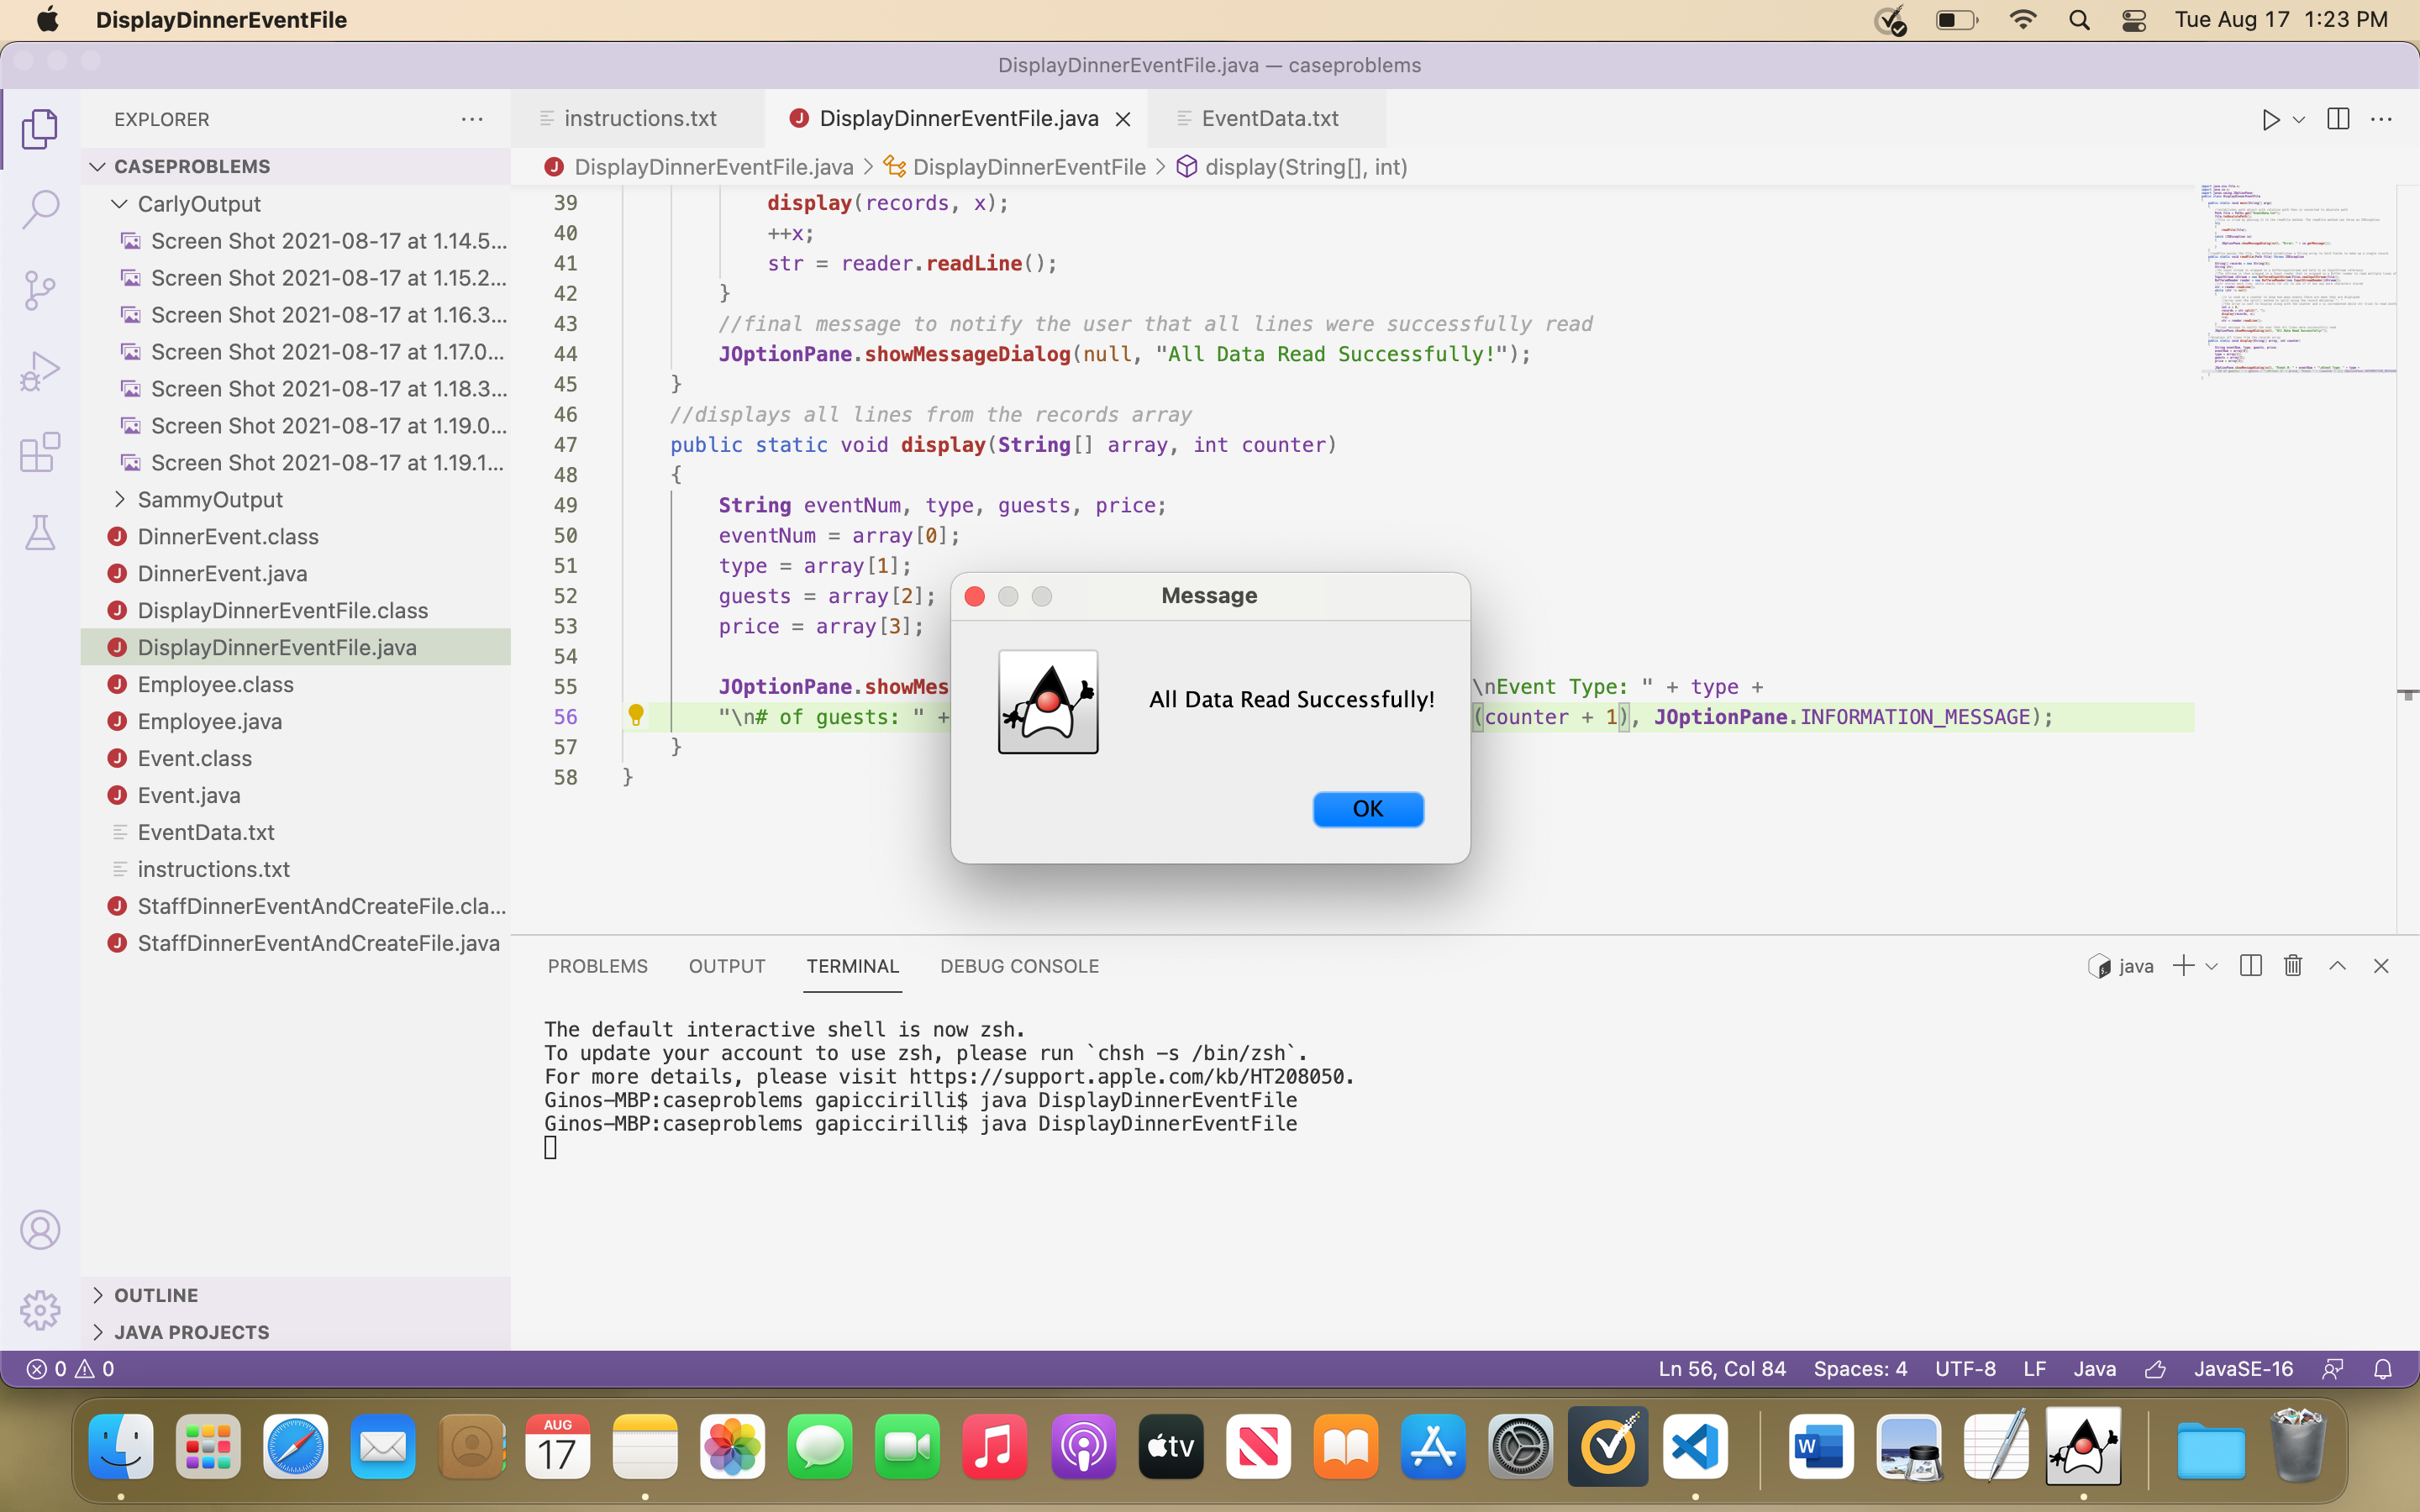 DisplayDinnerEventFile
Tue Aug 17 1:23 PM
DisplayDinnerEventFile.java — caseproblems
EXPLORER
CASEPROBLEMS
CarlyOutput
Screen Shot 2021-08-17 at 1.14.5...
Screen Shot 2021-08-17 at 1.15.2...
Screen Shot 2021-08-17 at 1.16.3...
Screen Shot 2021-08-17 at 1.17.0...
Screen Shot 2021-08-17 at 1.18.3...
Screen Shot 2021-08-17 at 1.19.0...
Screen Shot 2021-08-17 at 1.19.1...
SammyOutput
DinnerEvent.class
DinnerEvent.java
DisplayDinnerEventFile.class
DisplayDinnerEventFile.java
Employee.class
Employee.java
Event.class
Event.java
EventData.txt
instructions.txt
StaffDinnerEventAndCreateFile.cla...
StaffDinnerEventAndCreateFile.java
OUTLINE
JAVA PROJECTS
instructions.txt
DisplayDinnerEventFile.java
EventData.txt
DisplayDinnerEventFile.java > DisplayDinnerEventFile > display(String[], int)
39 display(records, x);
40 ++x;
41 str = reader.readLine();
42 }
43 //final message to notify the user that all lines were successfully read
44 JOptionPane.showMessageDialog(null, "All Data Read Successfully!");
45 }
46 //displays all lines from the records array
47 public static void display(String[] array, int counter)
48 {
49 String eventNum, type, guests, price;
50 eventNum = array[0];
51 type = array[1];
52 guests = array[2];
53 price = array[3];
54
55 JOptionPane.showMes \nEvent Type: " + type +
56 "\n# of guests: " + (counter + 1), JOptionPane.INFORMATION_MESSAGE);
57 }
58 }
Message
All Data Read Successfully!
OK
PROBLEMS OUTPUT TERMINAL DEBUG CONSOLE
java
The default interactive shell is now zsh.
To update your account to use zsh, please run `chsh -s /bin/zsh`.
For more details, please visit https://support.apple.com/kb/HT208050.
Ginos-MBP:caseproblems gapiccirilli$ java DisplayDinnerEventFile
Ginos-MBP:caseproblems gapiccirilli$ java DisplayDinnerEventFile
0 0
Ln 56, Col 84 Spaces: 4 UTF-8 LF Java JavaSE-16
AUG
17
tv
W